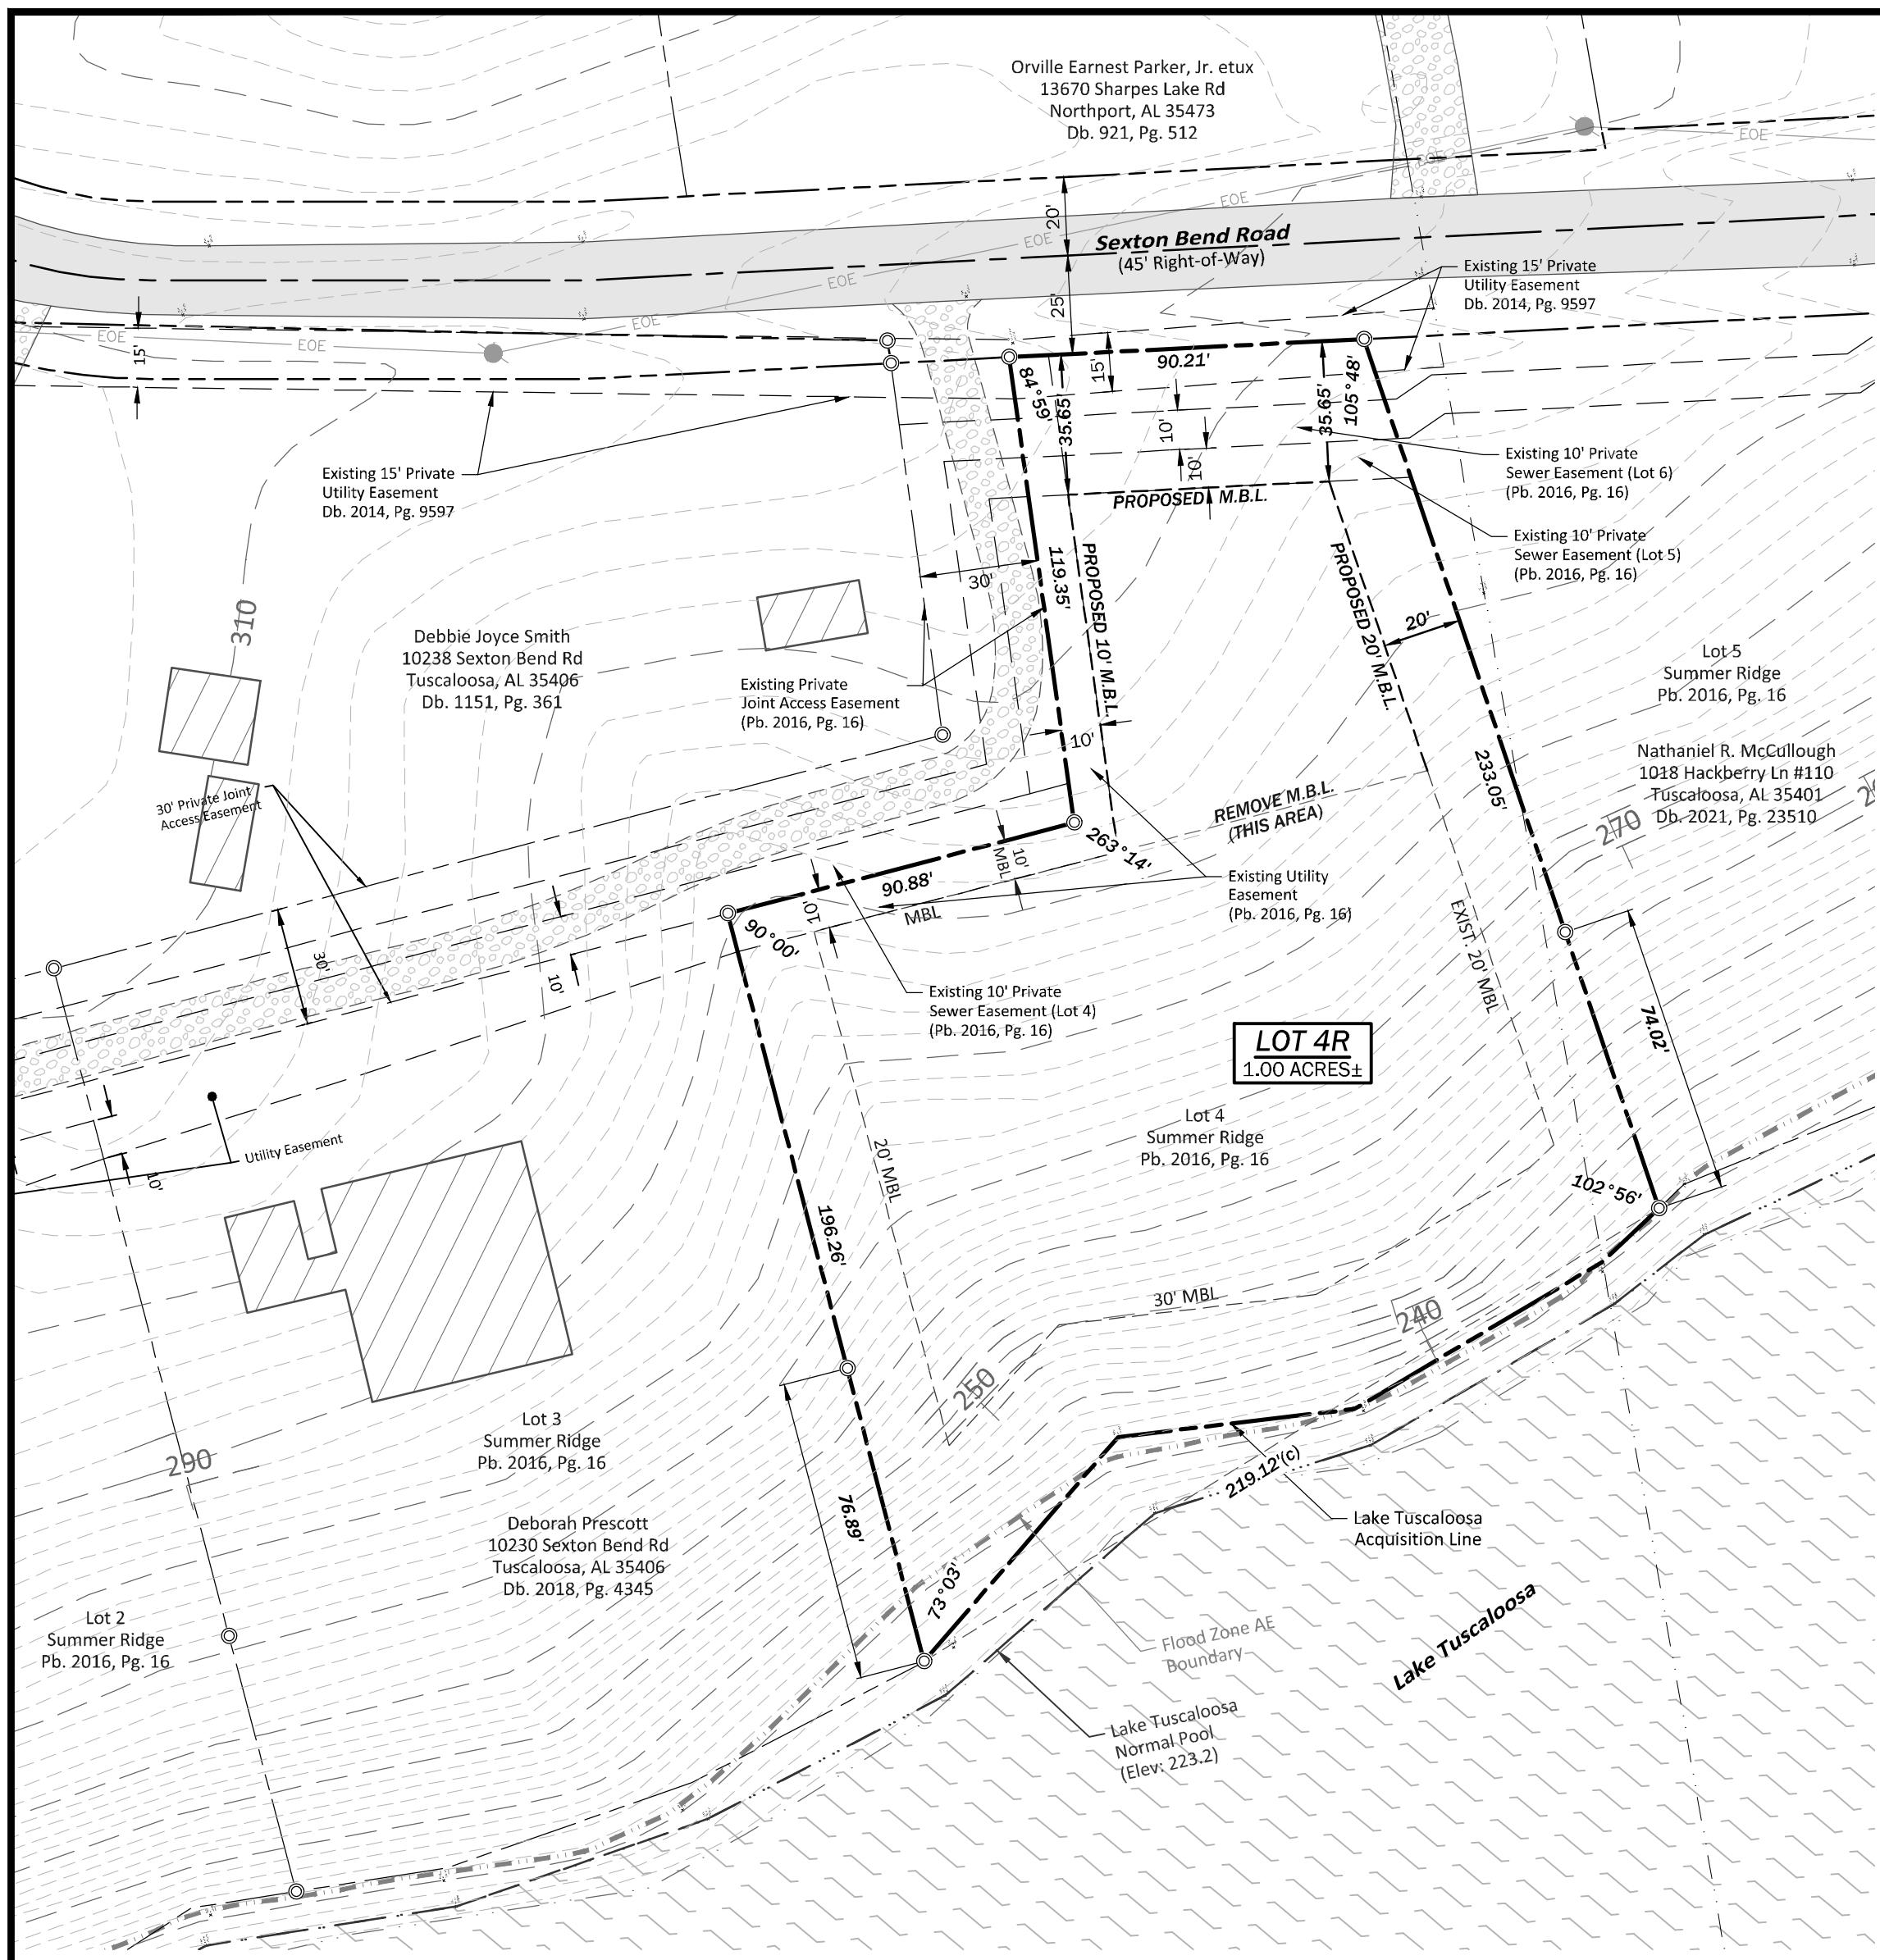 Orville Earnest Parker, Jr. etux
13670 Sharpes Lake Rd
Northport, AL 35473
Db. 921, Pg. 512
EOE
EOE
EOE
EOE
EOE
EOE
EOE
EOE
20'
25'
Sexton Bend Road
(45' Right-of-Way)
Existing 15' Private
Utility Easement
Db. 2014, Pg. 9597
15'
90.21'
15'
84°59'
35.65'
35.65'
105°48'
10'
10'
PROPOSED M.B.L.
Existing 10' Private
Sewer Easement (Lot 6)
(Pb. 2016, Pg. 16)
Existing 10' Private
Sewer Easement (Lot 5)
(Pb. 2016, Pg. 16)
Existing 15' Private
Utility Easement
Db. 2014, Pg. 9597
30'
119.35'
PROPOSED 10' M.B.L.
PROPOSED 20' M.B.L.
20'
310
Debbie Joyce Smith
10238 Sexton Bend Rd
Tuscaloosa, AL 35406
Db. 1151, Pg. 361
Existing Private
Joint Access Easement
(Pb. 2016, Pg. 16)
10'
Lot 5
Summer Ridge
Pb. 2016, Pg. 16
Nathaniel R. McCullough
1018 Hackberry Ln #110
Tuscaloosa, AL 35401
Db. 2021, Pg. 23510
233.05'
270
30' Private Joint
Access Easement
REMOVE M.B.L.
(THIS AREA)
263°14'
10'
MBL
90.88'
MBL
10'
90°00'
Existing Utility
Easement
(Pb. 2016, Pg. 16)
EXIST. 20' MBL
30'
10'
Existing 10' Private
Sewer Easement (Lot 4)
(Pb. 2016, Pg. 16)
74.02'
LOT 4R
1.00 ACRES±
Lot 4
Summer Ridge
Pb. 2016, Pg. 16
Utility Easement
10'
20' MBL
196.26'
102°56'
30' MBL
240
250
290
Lot 3
Summer Ridge
Pb. 2016, Pg. 16
76.89'
219.12'(c)
Lake Tuscaloosa
Acquisition Line
Deborah Prescott
10230 Sexton Bend Rd
Tuscaloosa, AL 35406
Db. 2018, Pg. 4345
73°03'
Lot 2
Summer Ridge
Pb. 2016, Pg. 16
Flood Zone AE
Boundary
Lake Tuscaloosa
Lake Tuscaloosa
Normal Pool
(Elev: 223.2)